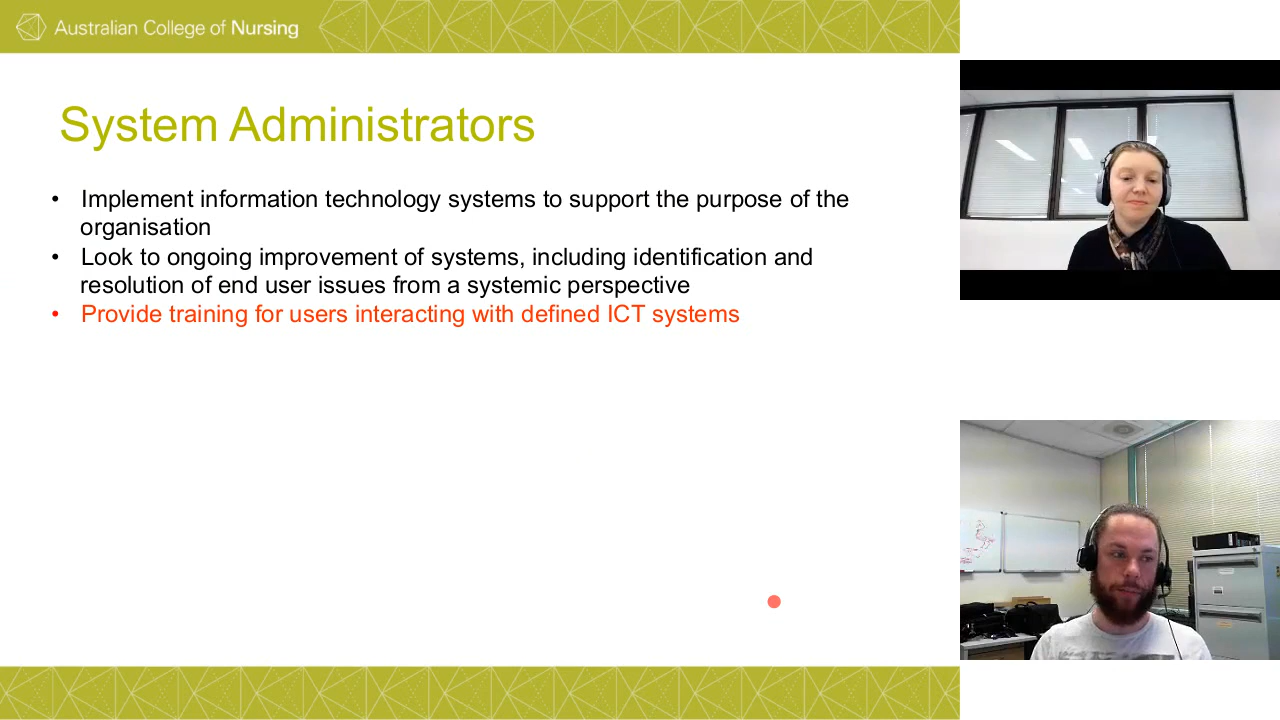 Australian College of Nursing
System Administrators
• Implement information technology systems to support the purpose of the
organisation
• Look to ongoing improvement of systems, including identification and
resolution of end user issues from a systemic perspective
• Provide training for users interacting with defined ICT systems